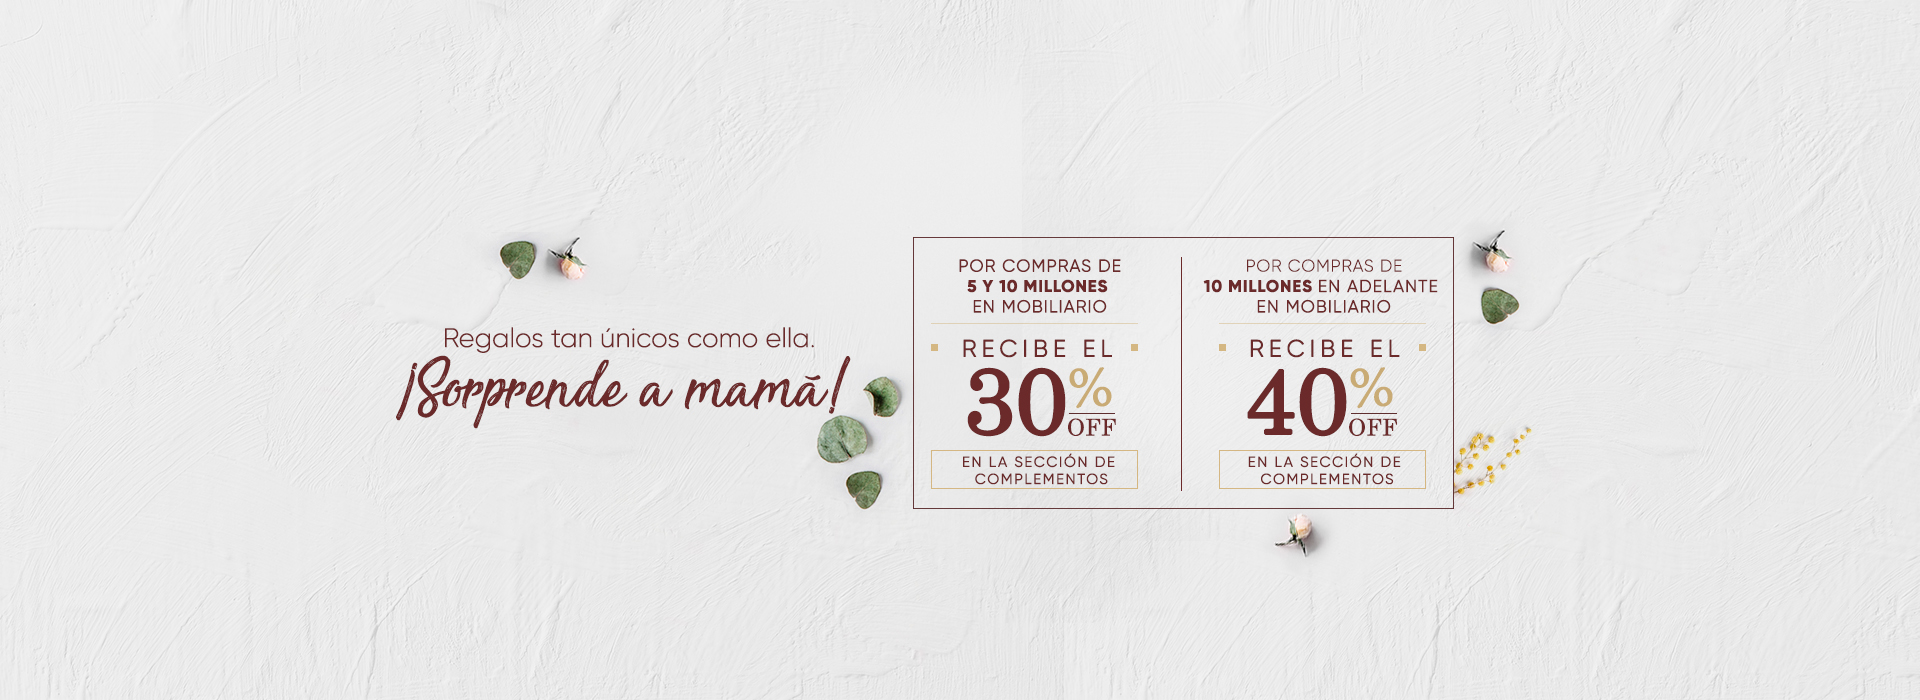 Regalos tan únicos como ella.
¡Sorprende a mamá!
POR COMPRAS DE
5 Y 10 MILLONES
EN MOBILIARIO
RECIBE EL
30%
OFF
EN LA SECCIÓN DE
COMPLEMENTOS
POR COMPRAS DE
10 MILLONES EN ADELANTE
EN MOBILIARIO
RECIBE EL
40%
OFF
EN LA SECCIÓN DE
COMPLEMENTOS